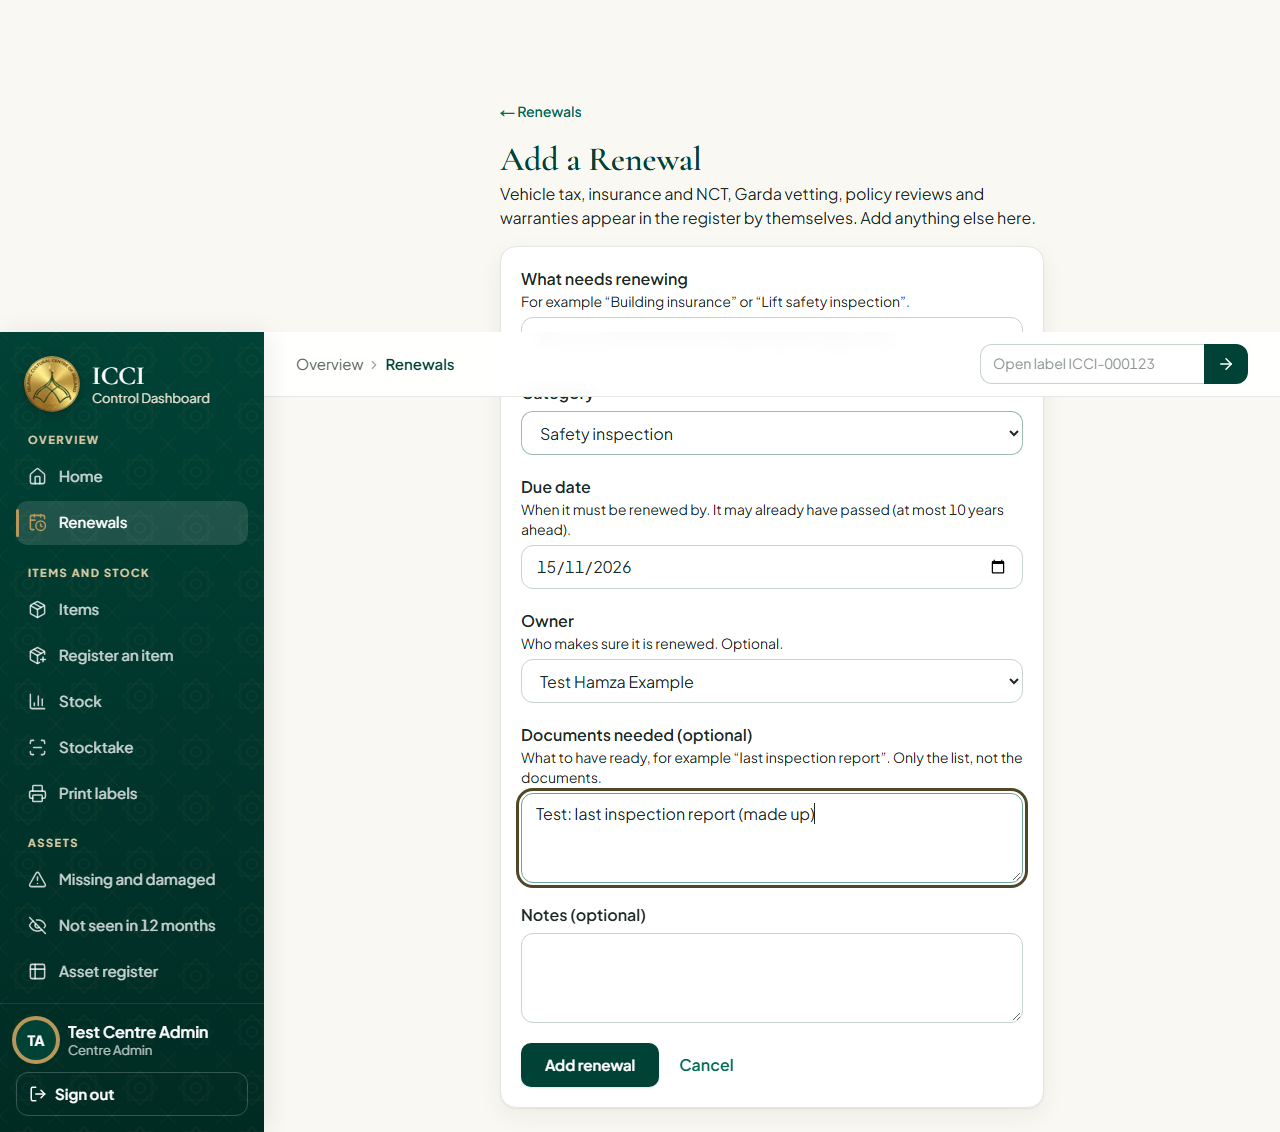 ← Renewals
Add a Renewal
Vehicle tax, insurance and NCT, Garda vetting, policy reviews and
warranties appear in the register by themselves. Add anything else here.
What needs renewing
For example “Building insurance” or “Lift safety inspection”.
ICCI
Control Dashboard
Overview > Renewals
Open label ICCI-000123
OVERVIEW
Home
Renewals
ITEMS AND STOCK
Items
Register an item
Stock
Stocktake
Print labels
ASSETS
Missing and damaged
Not seen in 12 months
Asset register
TA
Test Centre Admin
Centre Admin
Sign out
Category
Safety inspection
Due date
When it must be renewed by. It may already have passed (at most 10 years
ahead).
15/11/2026
Owner
Who makes sure it is renewed. Optional.
Test Hamza Example
Documents needed (optional)
What to have ready, for example “last inspection report”. Only the list, not the
documents.
Test: last inspection report (made up)
Notes (optional)
Add renewal
Cancel